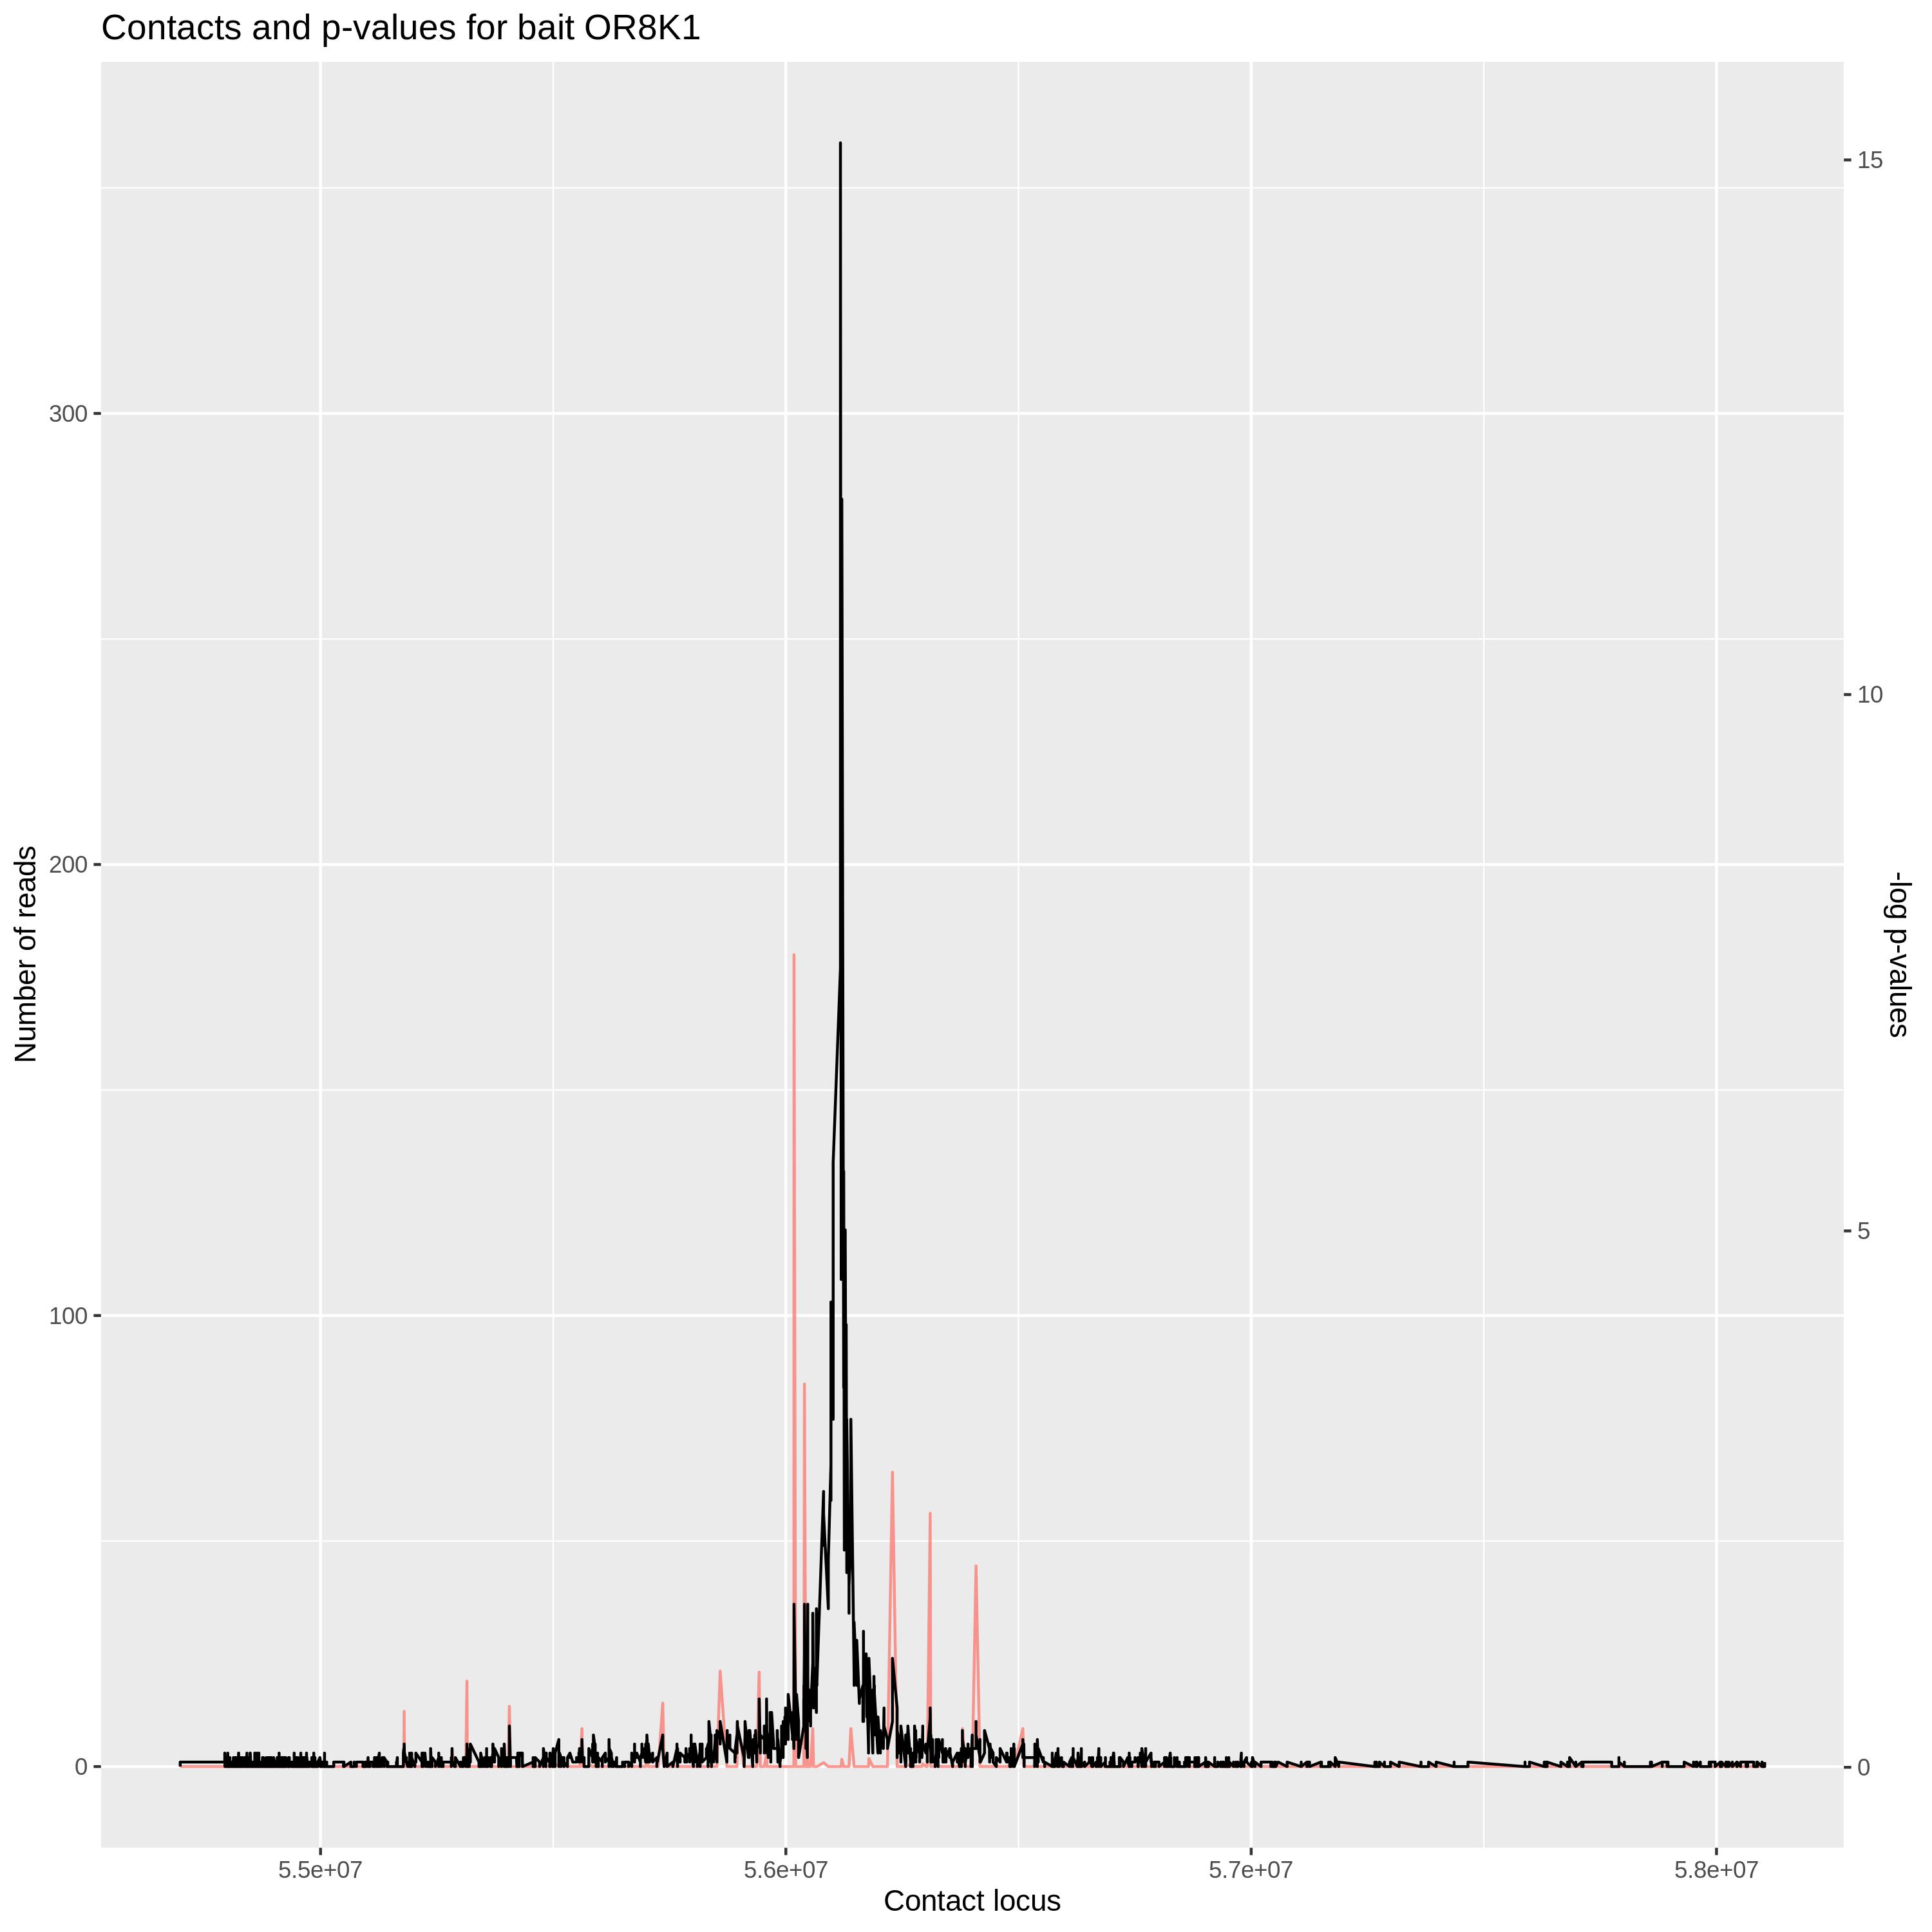 Contacts and p-values for bait OR8K1
300
200
100
0
Number of reads
15
10
5
0
-log p-values
5.5e+07
5.6e+07
5.7e+07
5.8e+07
Contact locus